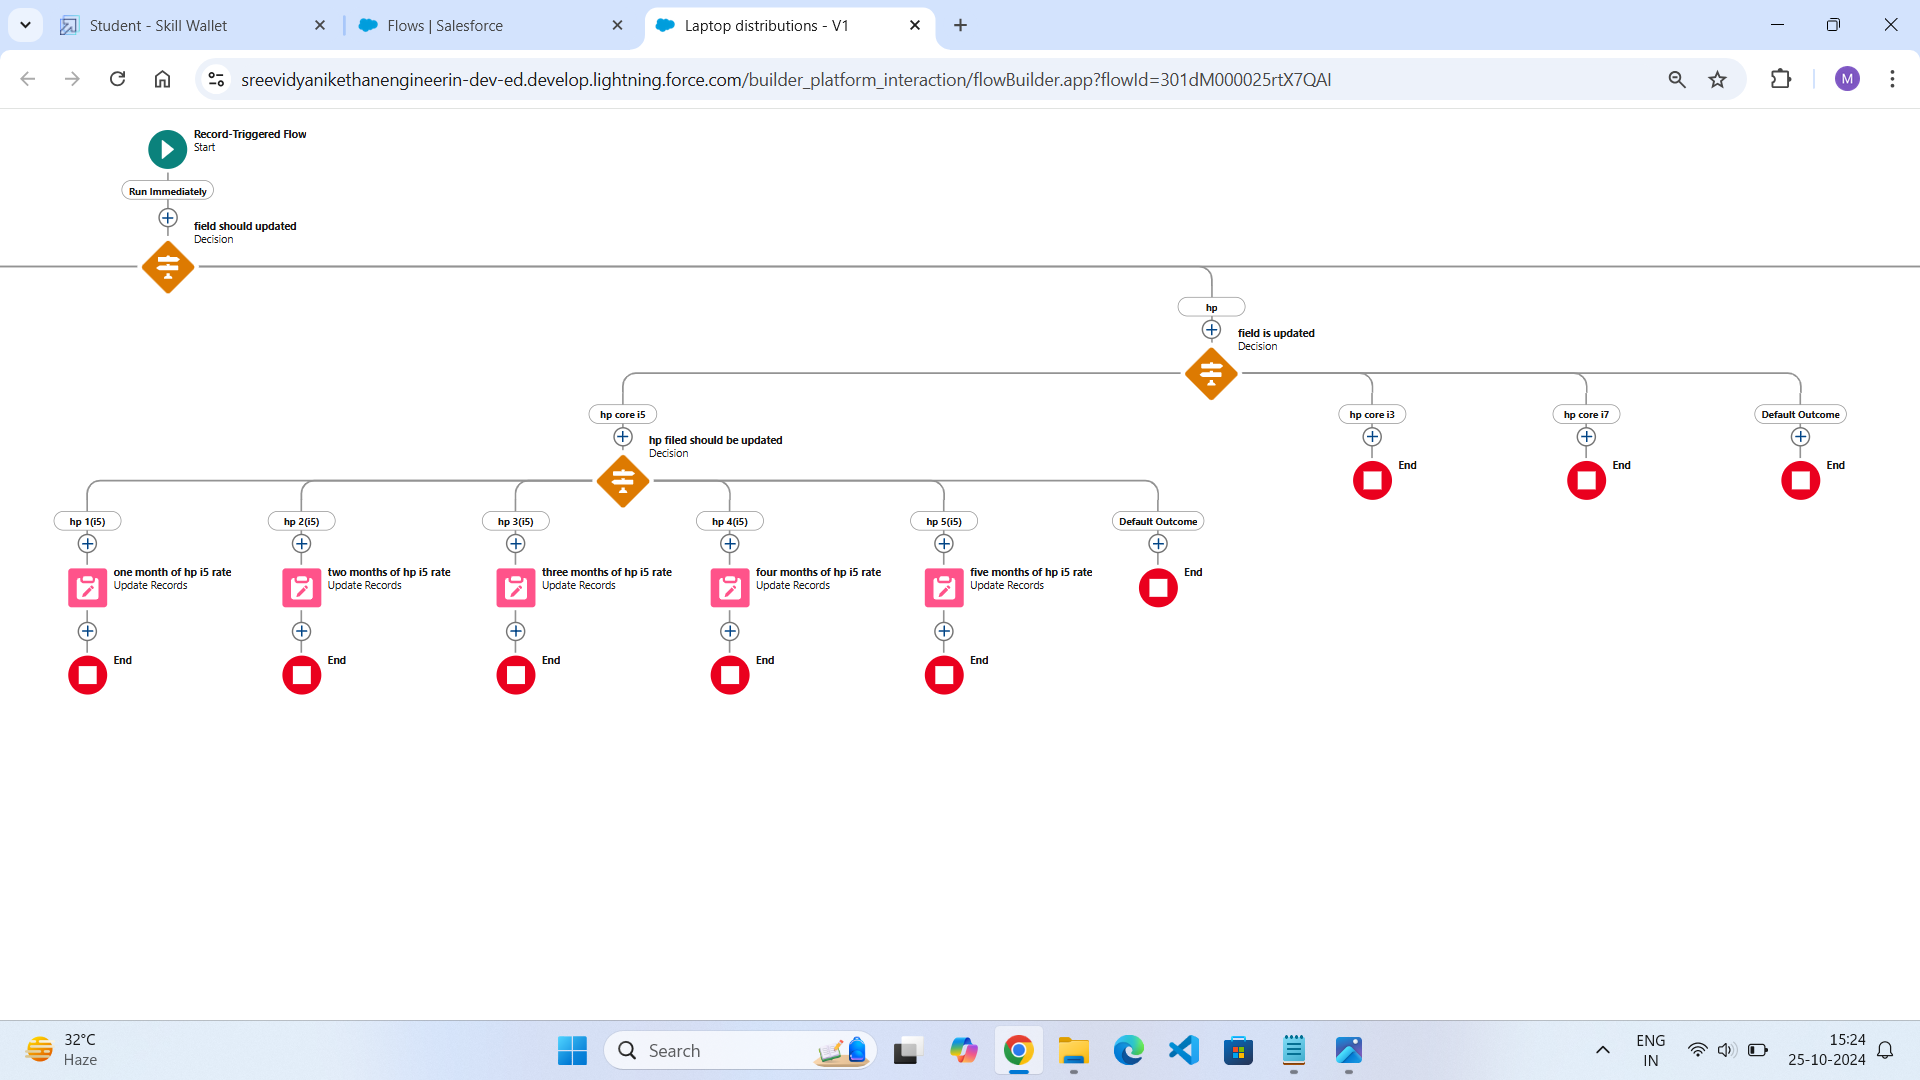 Student - Skill Wallet
Flows | Salesforce
Laptop distributions - V1
sreevidyanikethanengineerin-dev-ed.develop.lightning.force.com/builder_platform_interaction/flowBuilder.app?flowId=301dM000025rtX7QAI
M
Record-Triggered Flow
Start
Run Immediately
field should updated
Decision
hp
field is updated
Decision
hp core i5
hp core i3
hp core i7
Default Outcome
hp filed should be updated
Decision
End
End
End
hp 1(i5)
hp 2(i5)
hp 3(i5)
hp 4(i5)
hp 5(i5)
Default Outcome
one month of hp i5 rate
Update Records
two months of hp i5 rate
Update Records
three months of hp i5 rate
Update Records
four months of hp i5 rate
Update Records
five months of hp i5 rate
Update Records
End
End
End
End
End
End
32°C
Haze
Search
ENG
IN
15:24
25-10-2024